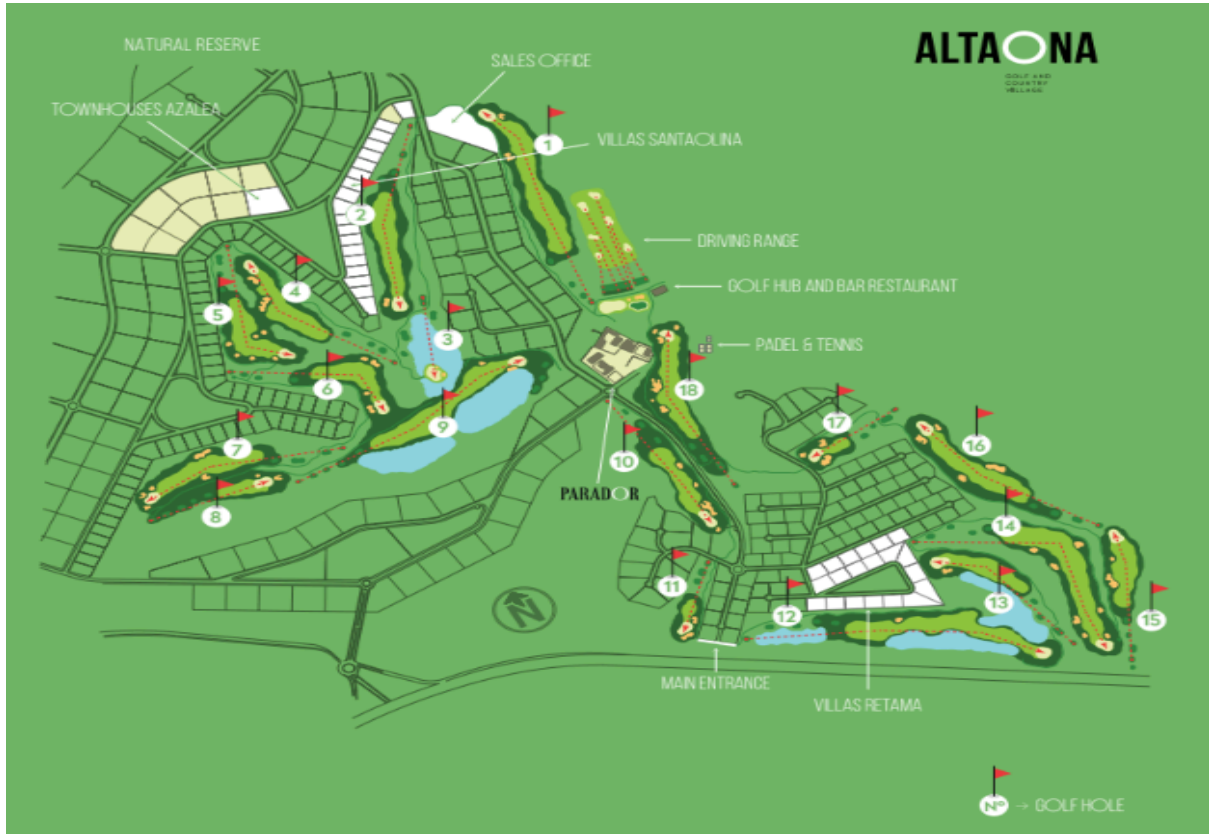 NATURAL RESERVE
ALTAONA
GOLF AND
COUNTRY
VILLAGE
SALES OFFICE
TOWNHOUSES AZALEA
1
VILLAS SANTAOLINA
2
DRIVING RANGE
4
GOLF HUB AND BAR RESTAURANT
5
3
PADEL & TENNIS
6
18
9
17
7
16
10
PARADOR
8
14
11
N
13
12
15
MAIN ENTRANCE
VILLAS RETAMA
Nº → GOLF HOLE